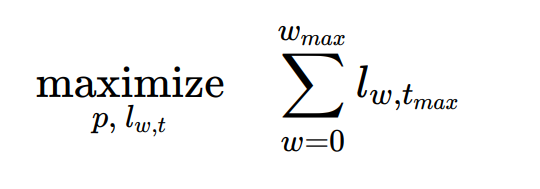 maximize
p, l_{w,t}
w_{max}
∑ l_{w,t_{max}}
w=0